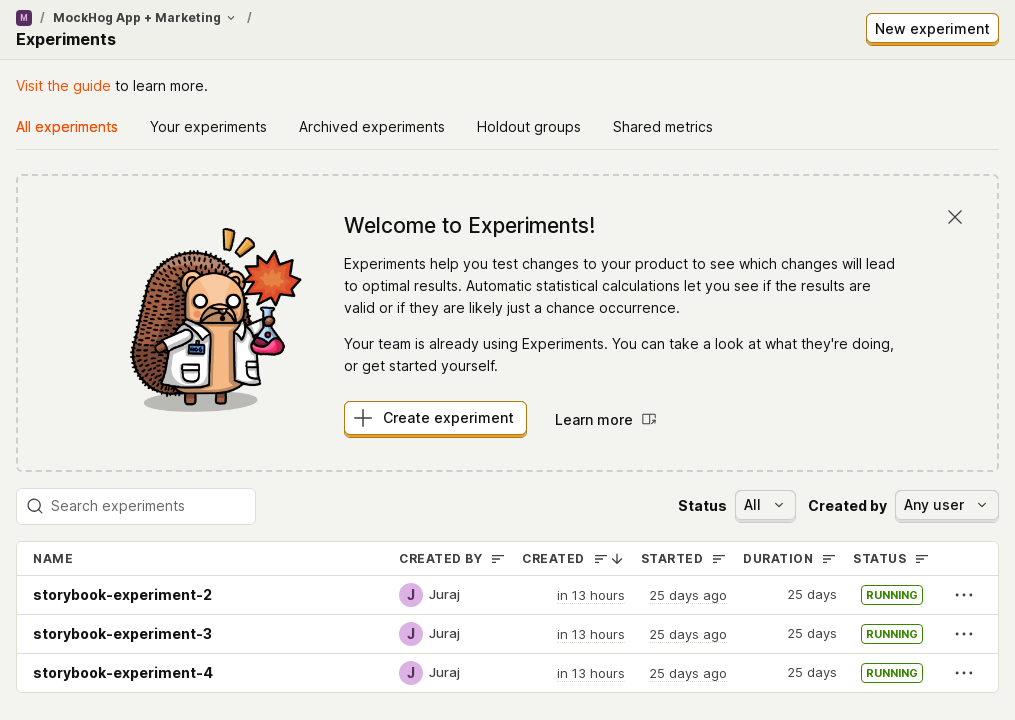 M / MockHog App + Marketing /
Experiments
New experiment
Visit the guide to learn more.
All experiments Your experiments Archived experiments Holdout groups Shared metrics
Welcome to Experiments!
Experiments help you test changes to your product to see which changes will lead
to optimal results. Automatic statistical calculations let you see if the results are
valid or if they are likely just a chance occurrence.
Your team is already using Experiments. You can take a look at what they're doing,
or get started yourself.
Create experiment Learn more
Search experiments Status All Created by Any user
NAME CREATED BY CREATED STARTED DURATION STATUS
storybook-experiment-2 J Juraj in 13 hours 25 days ago 25 days RUNNING
storybook-experiment-3 J Juraj in 13 hours 25 days ago 25 days RUNNING
storybook-experiment-4 J Juraj in 13 hours 25 days ago 25 days RUNNING